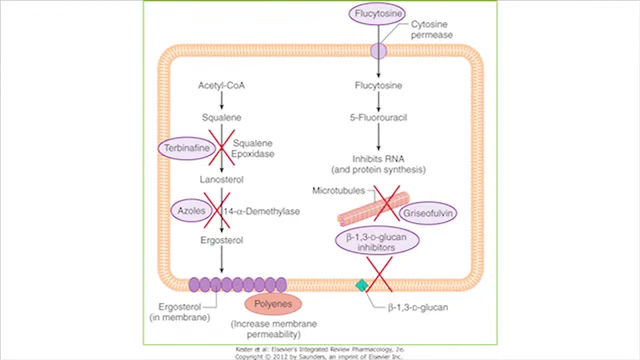 Flucytosine
Cytosine
permease
Acetyl-CoA
Flucytosine
Squalene
5-Fluorouracil
Terbinafine
Squalene
Epoxidase
Inhibits RNA
(and protein synthesis)
Lanosterol
Microtubules
Azoles
14-α-Demethylase
Griseofulvin
Ergosterol
β-1,3-D-glucan
inhibitors
Ergosterol
(in membrane)
Polyenes
(Increase membrane
permeability)
β-1,3-D-glucan
Kester et al: Elsevier's Integrated Review Pharmacology, 2e.
Copyright © 2012 by Saunders, an imprint of Elsevier Inc.